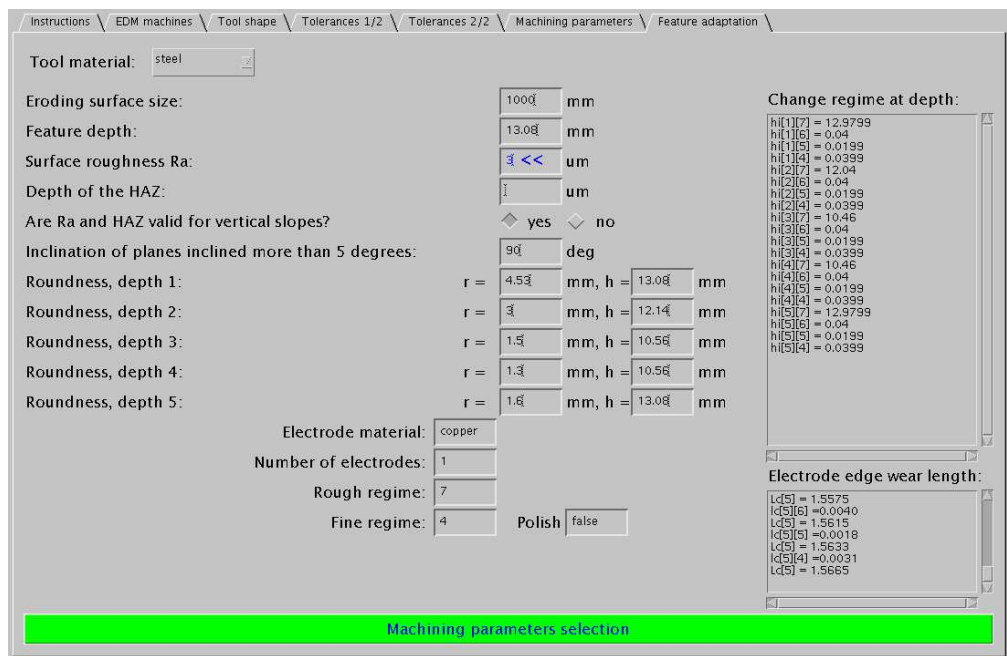 Instructions EDM machines Tool shape Tolerances 1/2 Tolerances 2/2 Machining parameters Feature adaptation
Tool material: steel
Eroding surface size: 1000 mm
Feature depth: 13.08 mm
Surface roughness Ra: 3 << um
Depth of the HAZ: um
Are Ra and HAZ valid for vertical slopes? yes no
Inclination of planes inclined more than 5 degrees: 90 deg
Roundness, depth 1: r = 4.53 mm, h = 13.08 mm
Roundness, depth 2: r = 3 mm, h = 12.14 mm
Roundness, depth 3: r = 1.5 mm, h = 10.56 mm
Roundness, depth 4: r = 1.3 mm, h = 10.56 mm
Roundness, depth 5: r = 1.6 mm, h = 13.08 mm
Electrode material: copper
Number of electrodes: 1
Rough regime: 7
Fine regime: 4 Polish false
Change regime at depth:
hi[1][7] = 12.9799
hi[1][6] = 0.04
hi[1][5] = 0.0199
hi[1][4] = 0.0399
hi[2][7] = 12.04
hi[2][6] = 0.04
hi[2][5] = 0.0199
hi[2][4] = 0.0399
hi[3][7] = 10.46
hi[3][6] = 0.04
hi[3][5] = 0.0199
hi[3][4] = 0.0399
hi[4][7] = 10.46
hi[4][6] = 0.04
hi[4][5] = 0.0199
hi[4][4] = 0.0399
hi[5][7] = 12.9799
hi[5][6] = 0.04
hi[5][5] = 0.0199
hi[5][4] = 0.0399
Electrode edge wear length:
Lc[5] = 1.5575
lc[5][6] =0.0040
Lc[5] = 1.5615
lc[5][5] =0.0018
Lc[5] = 1.5633
lc[5][4] =0.0031
Lc[5] = 1.5665
Machining parameters selection